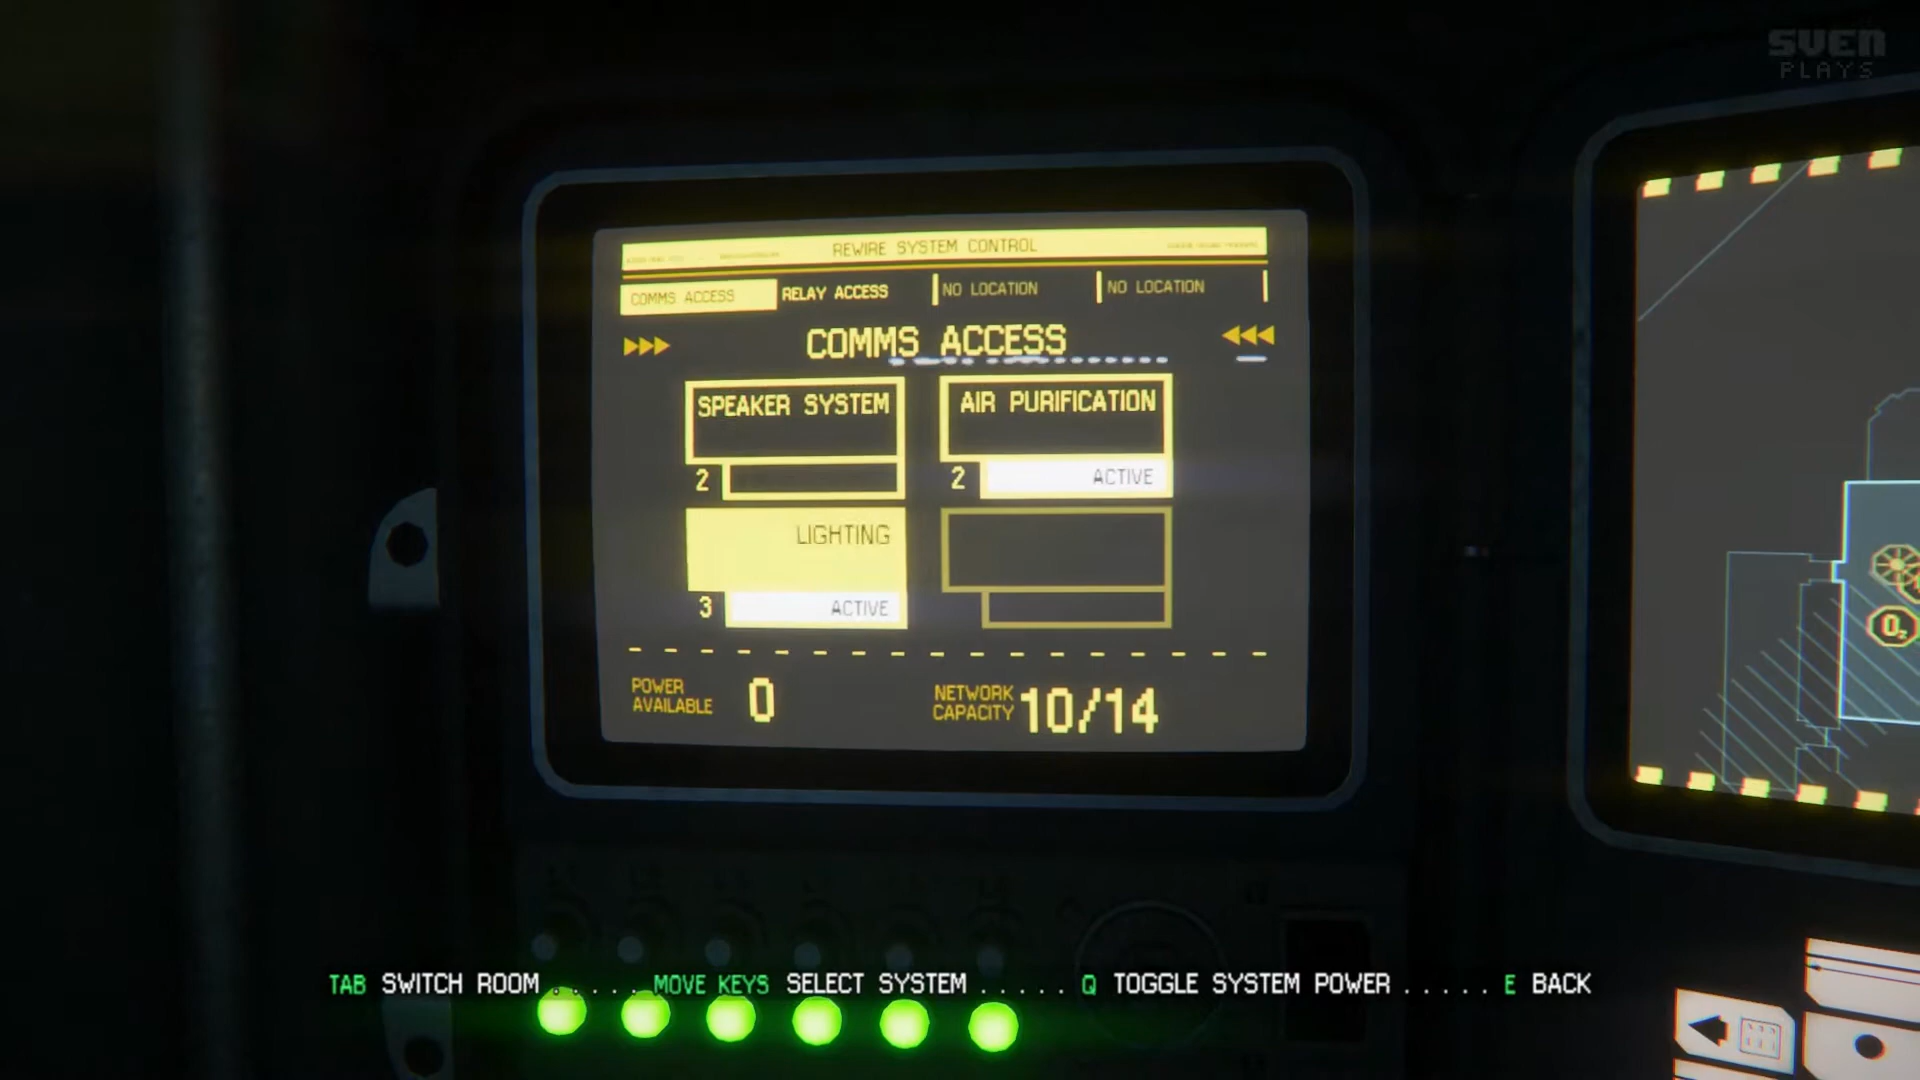 SVEN
PLAYS
REWIRE SYSTEM CONTROL
COMMS ACCESS
RELAY ACCESS
NO LOCATION
NO LOCATION
COMMS ACCESS
SPEAKER SYSTEM
2
AIR PURIFICATION
2
ACTIVE
LIGHTING
3
ACTIVE
POWER
AVAILABLE
0
NETWORK
CAPACITY
10/14
O2
TAB SWITCH ROOM ..... MOVE KEYS SELECT SYSTEM ..... Q TOGGLE SYSTEM POWER ..... E BACK